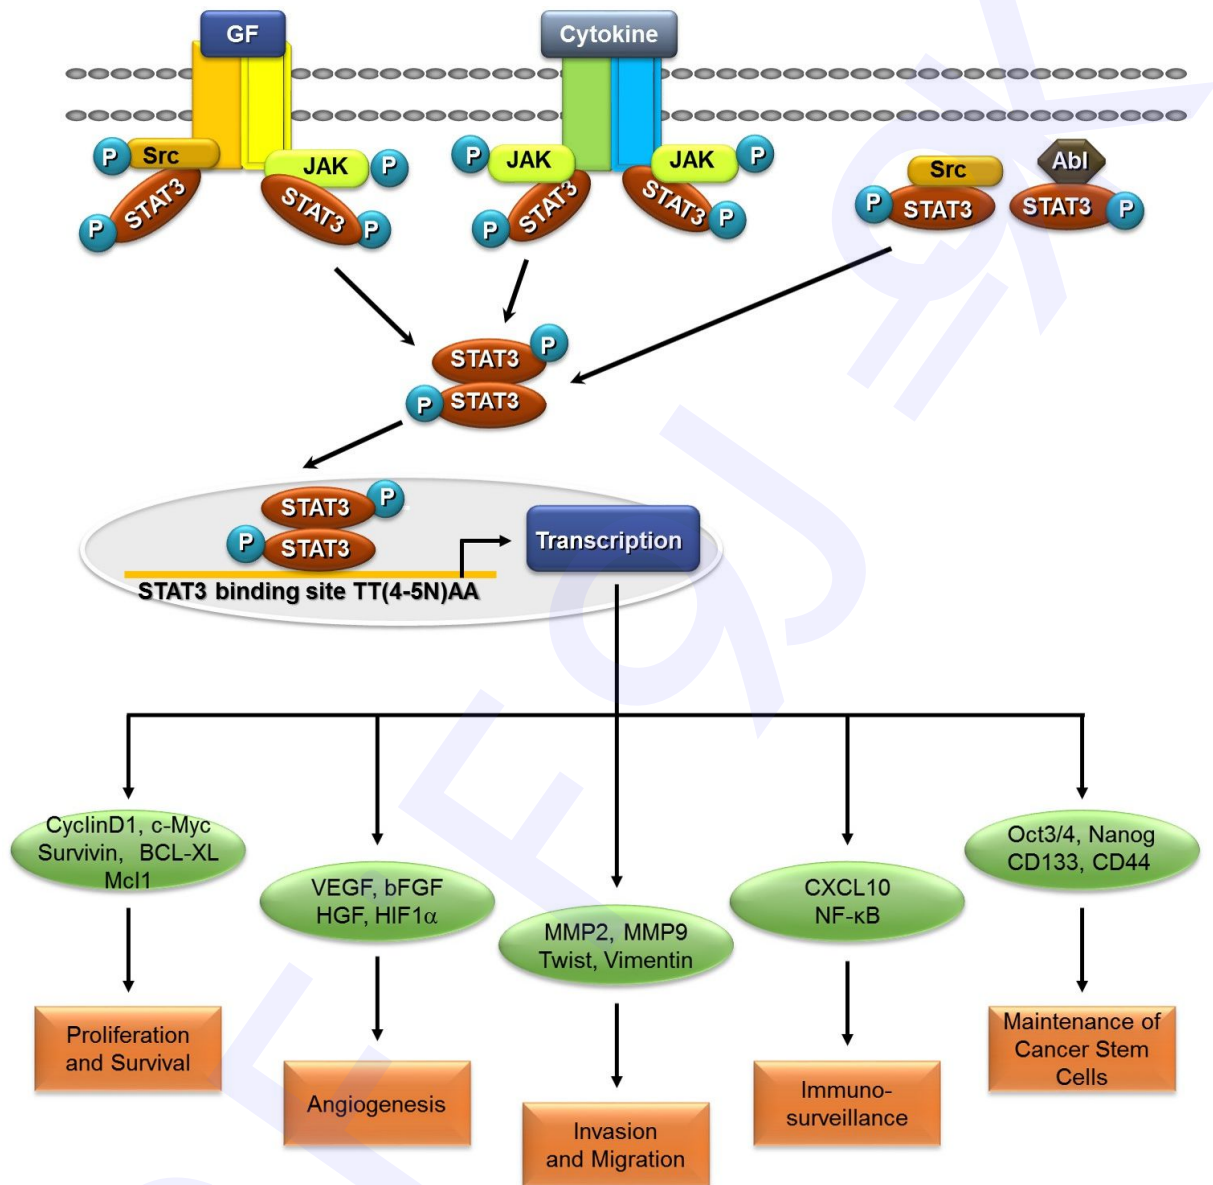 GF
Cytokine
P
Src
JAK
P
P
JAK
JAK
P
Src
Abl
STAT3
STAT3
STAT3
STAT3
P
STAT3
STAT3
P
P
P
P
P
STAT3
P
P
STAT3
STAT3
P
P
STAT3
Transcription
STAT3 binding site TT(4-5N)AA
CyclinD1, c-Myc
Survivin, BCL-XL
Mcl1
VEGF, bFGF
HGF, HIF1α
MMP2, MMP9
Twist, Vimentin
CXCL10
NF-κB
Oct3/4, Nanog
CD133, CD44
Proliferation
and Survival
Angiogenesis
Invasion
and Migration
Immuno-
surveillance
Maintenance of
Cancer Stem
Cells